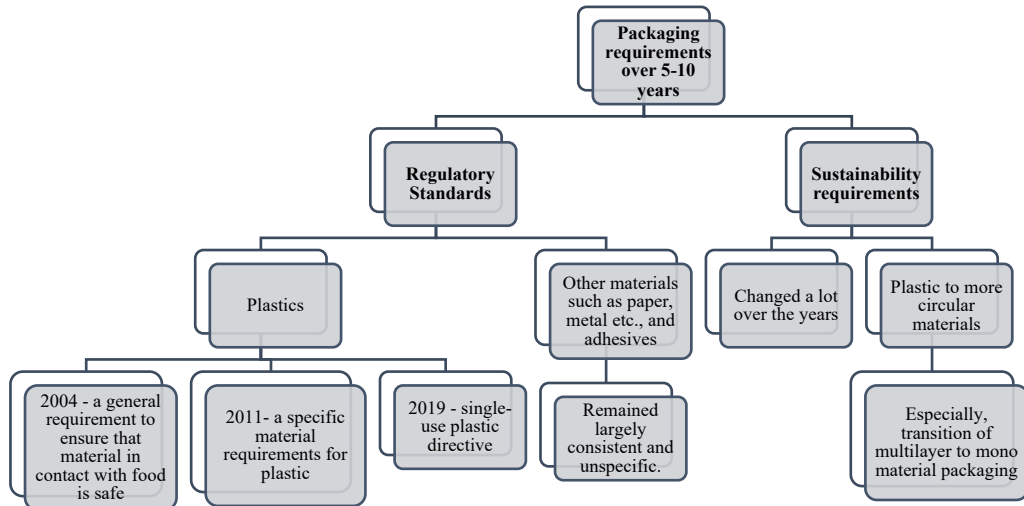 Packaging
requirements
over 5-10
years
Regulatory
Standards
Sustainability
requirements
Plastics
Other materials
such as paper,
metal etc., and
adhesives
Changed a lot
over the years
Plastic to more
circular
materials
2004 - a general
requirement to
ensure that
material in
contact with food
is safe
2011- a specific
material
requirements for
plastic
2019 - single-
use plastic
directive
Remained
largely
consistent and
unspecific.
Especially,
transition of
multilayer to mono
material packaging